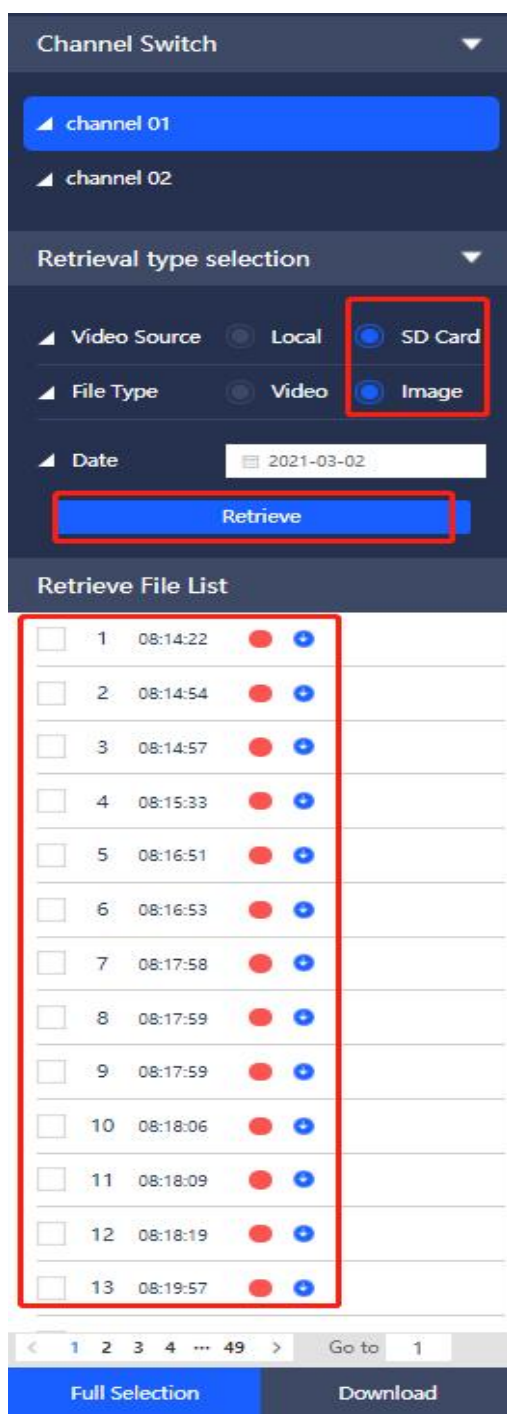 Channel Switch
channel 01
channel 02
Retrieval type selection
Video Source Local SD Card
File Type Video Image
Date 2021-03-02
Retrieve
Retrieve File List
1 08:14:22
2 08:14:54
3 08:14:57
4 08:15:33
5 08:16:51
6 08:16:53
7 08:17:58
8 08:17:59
9 08:17:59
10 08:18:06
11 08:18:09
12 08:18:19
13 08:19:57
< 1 2 3 4 ··· 49 > Go to 1
Full Selection Download